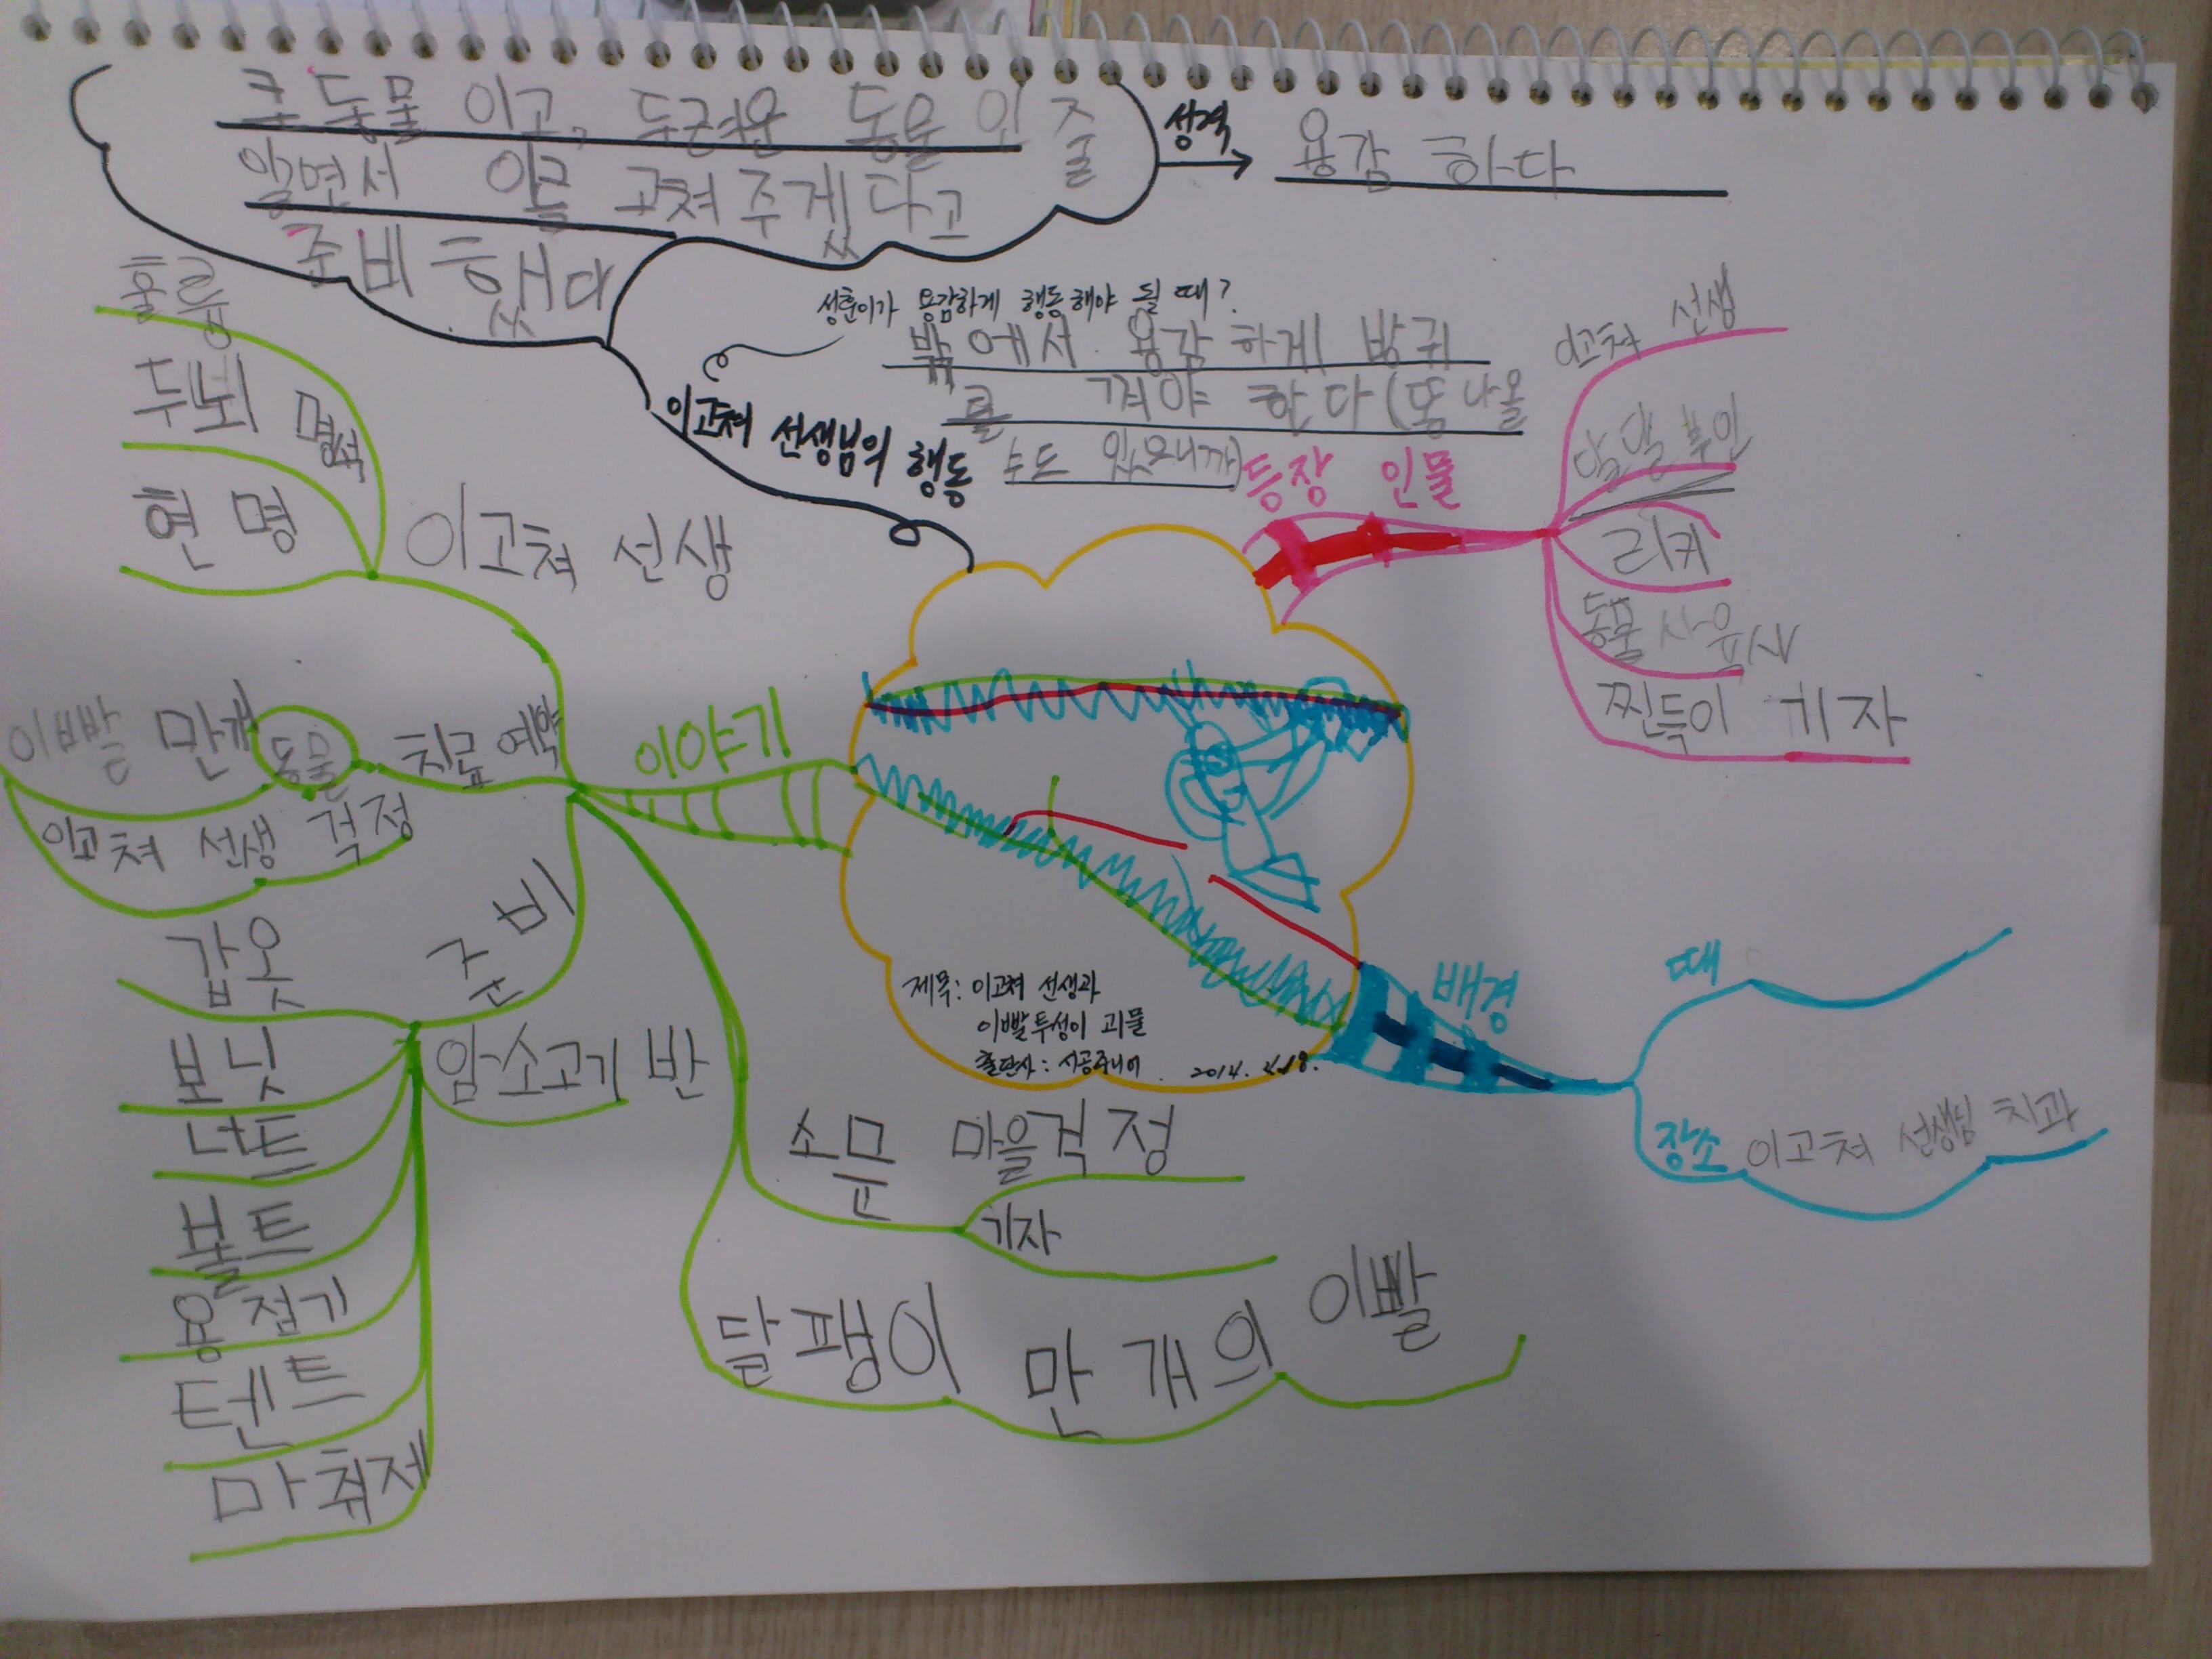 큰 동물 이고, 두려운 동물 인 줄
알면서 이를 고쳐 주겠다고
준비 했다
성격
용감 하다
성훈이가 용감하게 행동해야 될 때?
밖에서 용감 하게 방귀
를 껴야 한다(똥 나올
수도 있으니까)
이고쳐 선생님의 행동
등장 인물
이고쳐 선생
리키
동물 사육사
찐득이 기자
훌륭
두뇌 명석
현명
이고쳐 선생
이야기
치료 예약
동물
이빨 만개
이고쳐 선생 걱정
준비
갑옷
보닛
너트
볼트
용접기
텐트
마취제
암소고기 반
소문
마을걱정
기자
달팽이 만 개의 이빨
제목: 이고쳐 선생과
이빨투성이 괴물
출판사: 시공주니어
2014.
배경
때
장소 이고쳐 선생님 치과